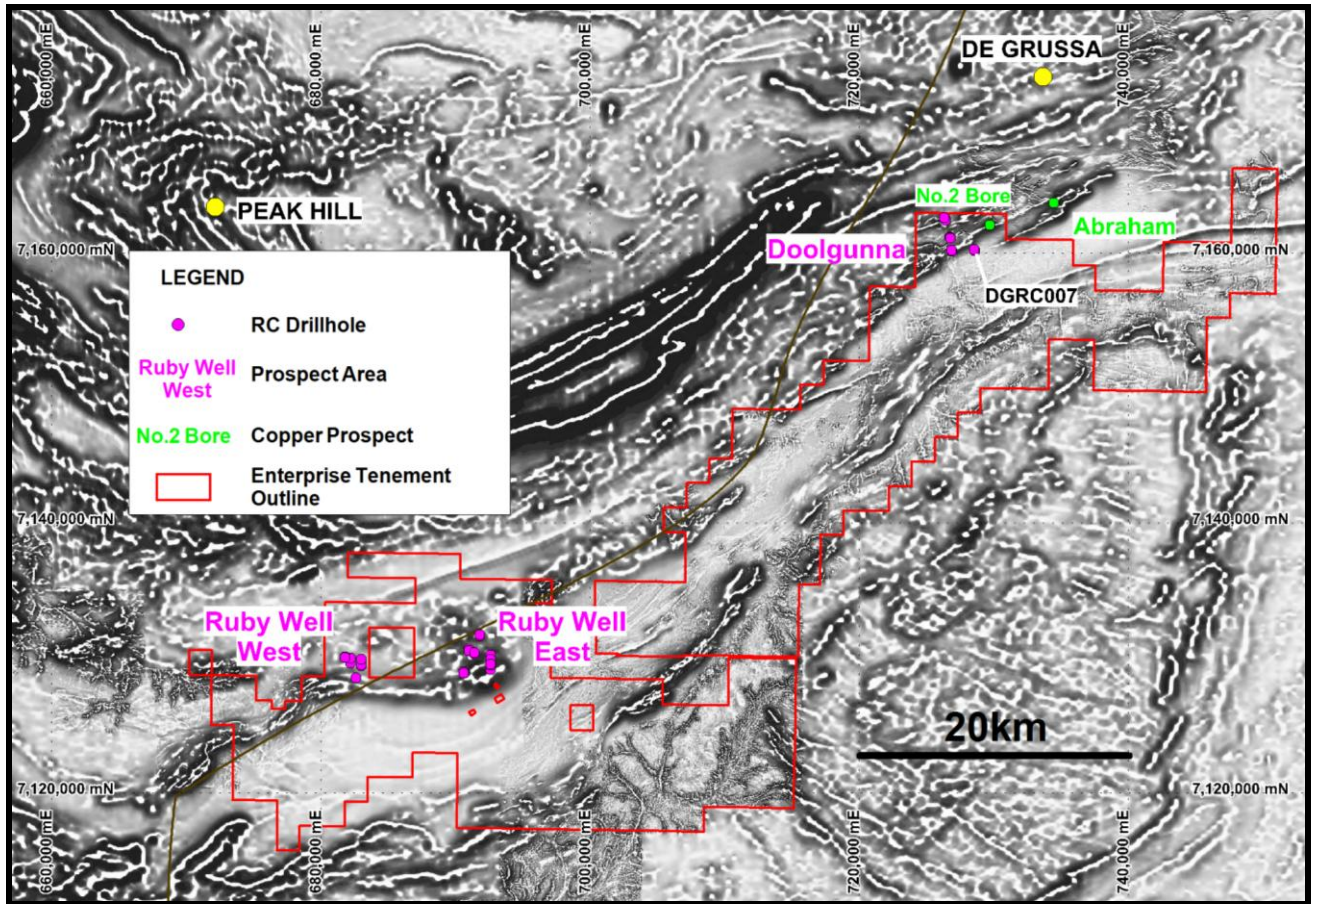 660,000 mE
680,000 mE
700,000 mE
720,000 mE
740,000 mE
DE GRUSSA
PEAK HILL
No.2 Bore
Abraham
Doolgunna
7,160,000 mN
7,160,000 mN
DGRC007
LEGEND
RC Drillhole
Ruby Well
West
Prospect Area
No.2 Bore
Copper Prospect
Enterprise Tenement
Outline
7,140,000 mN
7,140,000 mN
Ruby Well
West
Ruby Well
East
20km
7,120,000 mN
7,120,000 mN
660,000 mE
680,000 mE
700,000 mE
720,000 mE
740,000 mE